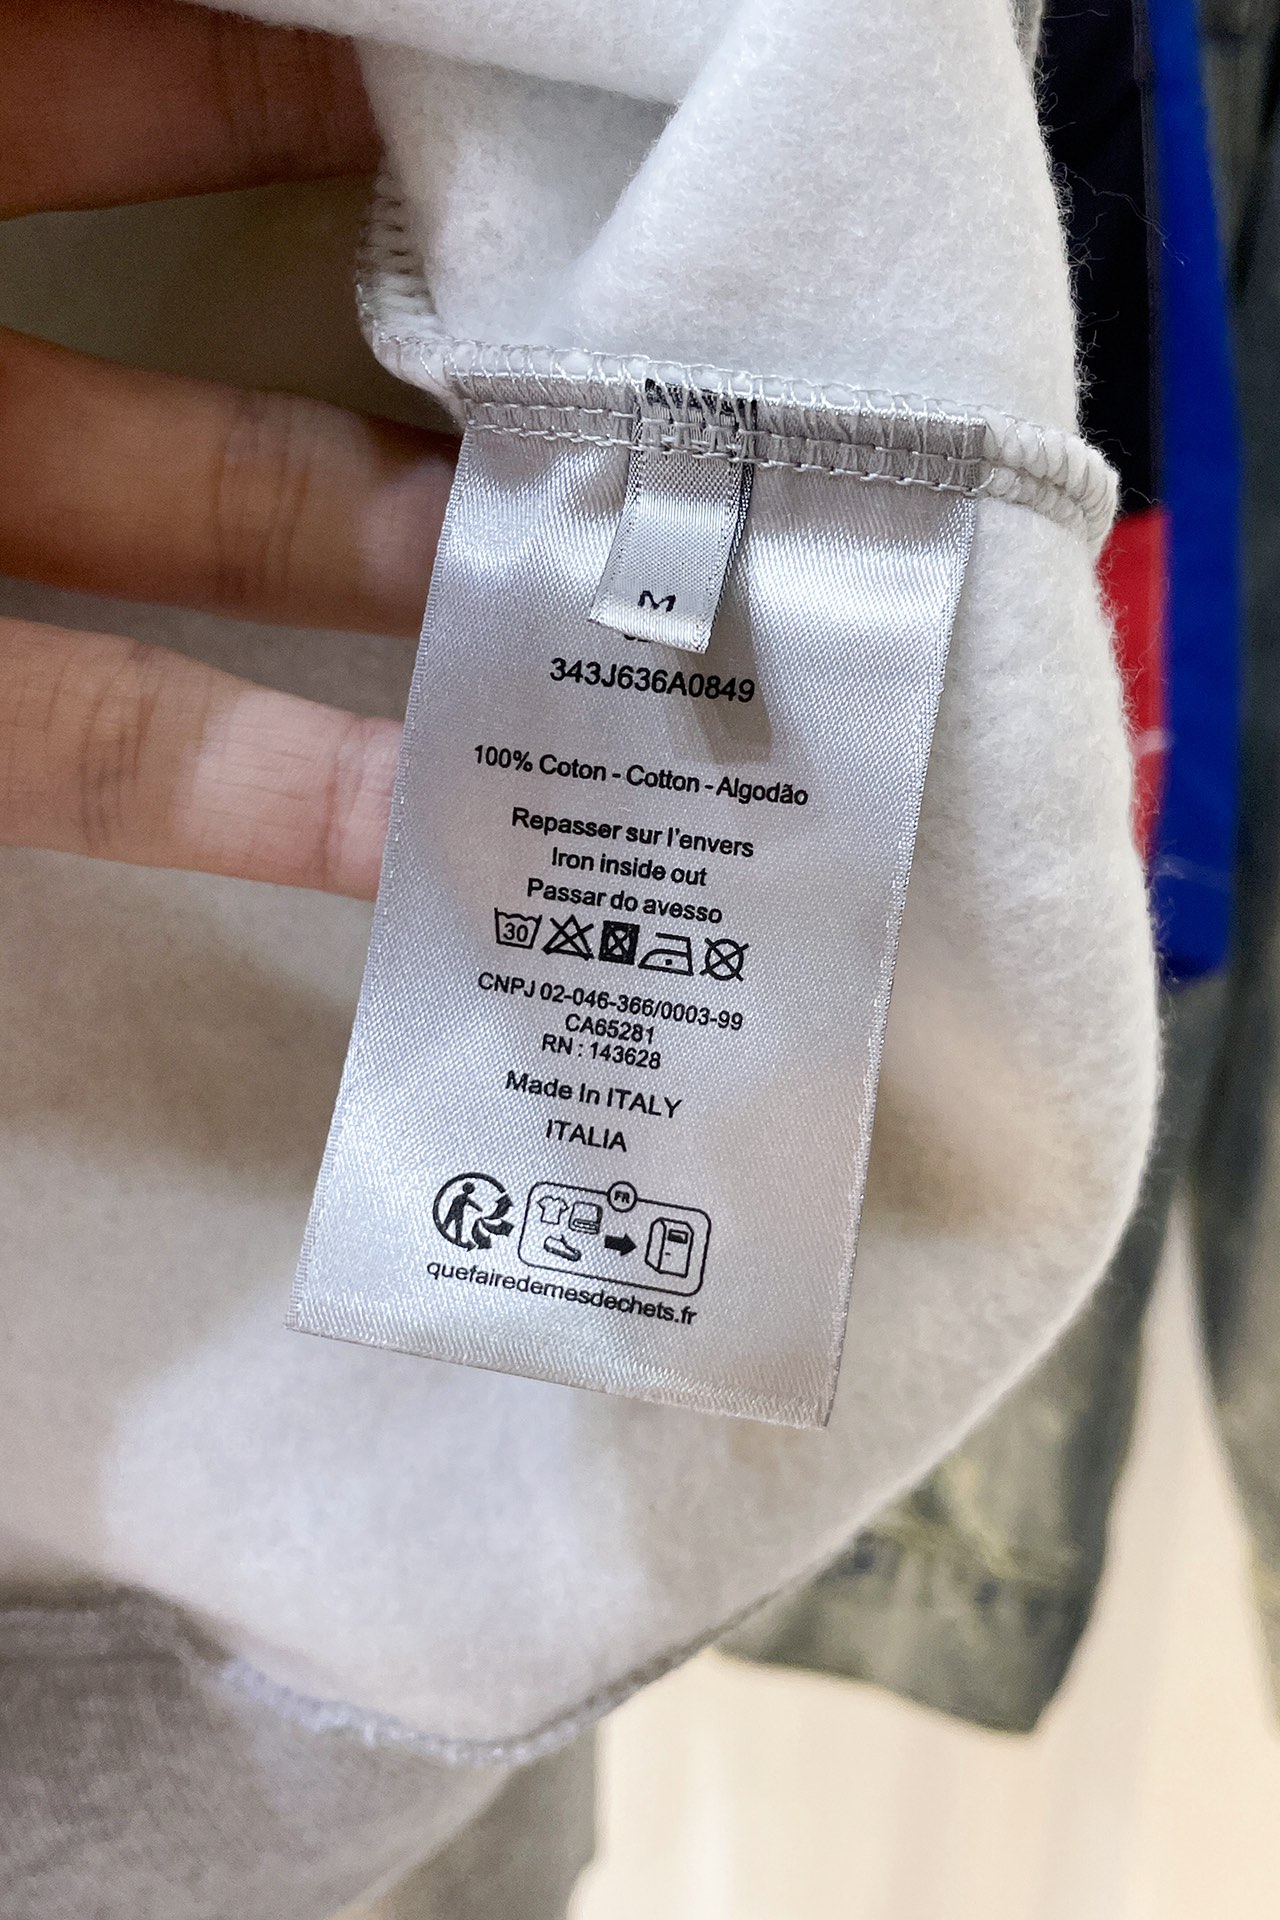 M
343J636A0849
100% Coton - Cotton - Algodão
Repasser sur l'envers
Iron inside out
Passar do avesso
30
CNPJ 02-046-366/0003-99
CA65281
RN : 143628
Made In ITALY
ITALIA
FR
quefairedemesdechets.fr